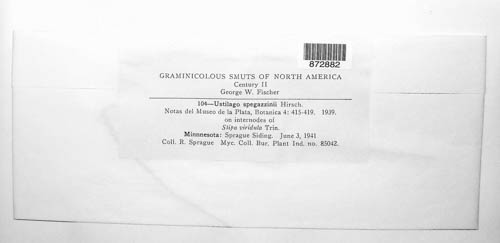 872882
GRAMINICOLOUS SMUTS OF NORTH AMERICA
Century II
George W. Fischer
104—Ustilago spegazzinii Hirsch.
Notas del Museo de la Plata, Botanica 4: 415-419. 1939.
on internodes of
Stipa viridula Trin.
Minnnesota: Sprague Siding. June 3, 1941
Coll. R. Sprague Myc. Coll. Bur. Plant Ind. no. 85042.